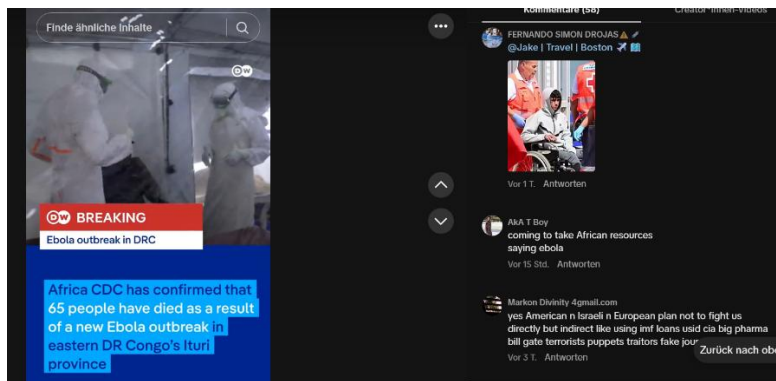 Finde ähnliche Inhalte
DW
DW BREAKING
Ebola outbreak in DRC
Africa CDC has confirmed that
65 people have died as a result
of a new Ebola outbreak in
eastern DR Congo's Ituri
province
Kommentare (58)
Creator*innen-Videos
FERNANDO SIMON DROJAS
@Jake | Travel | Boston
Vor 1 T. Antworten
AkA T Boy
coming to take African resources
saying ebola
Vor 15 Std. Antworten
Markon Divinity 4gmail.com
yes American n Israeli n European plan not to fight us
directly but indirect like using imf loans usid cia big pharma
bill gate terrorists puppets traitors fake
Vor 3 T. Antworten
Zurück nach